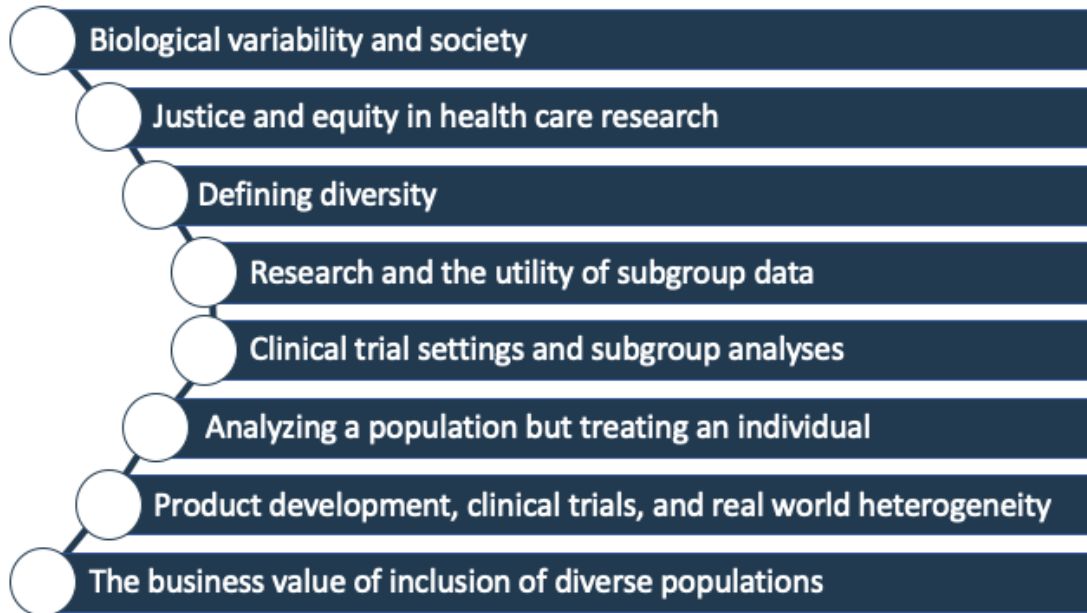 Biological variability and society
Justice and equity in health care research
Defining diversity
Research and the utility of subgroup data
Clinical trial settings and subgroup analyses
Analyzing a population but treating an individual
Product development, clinical trials, and real world heterogeneity
The business value of inclusion of diverse populations